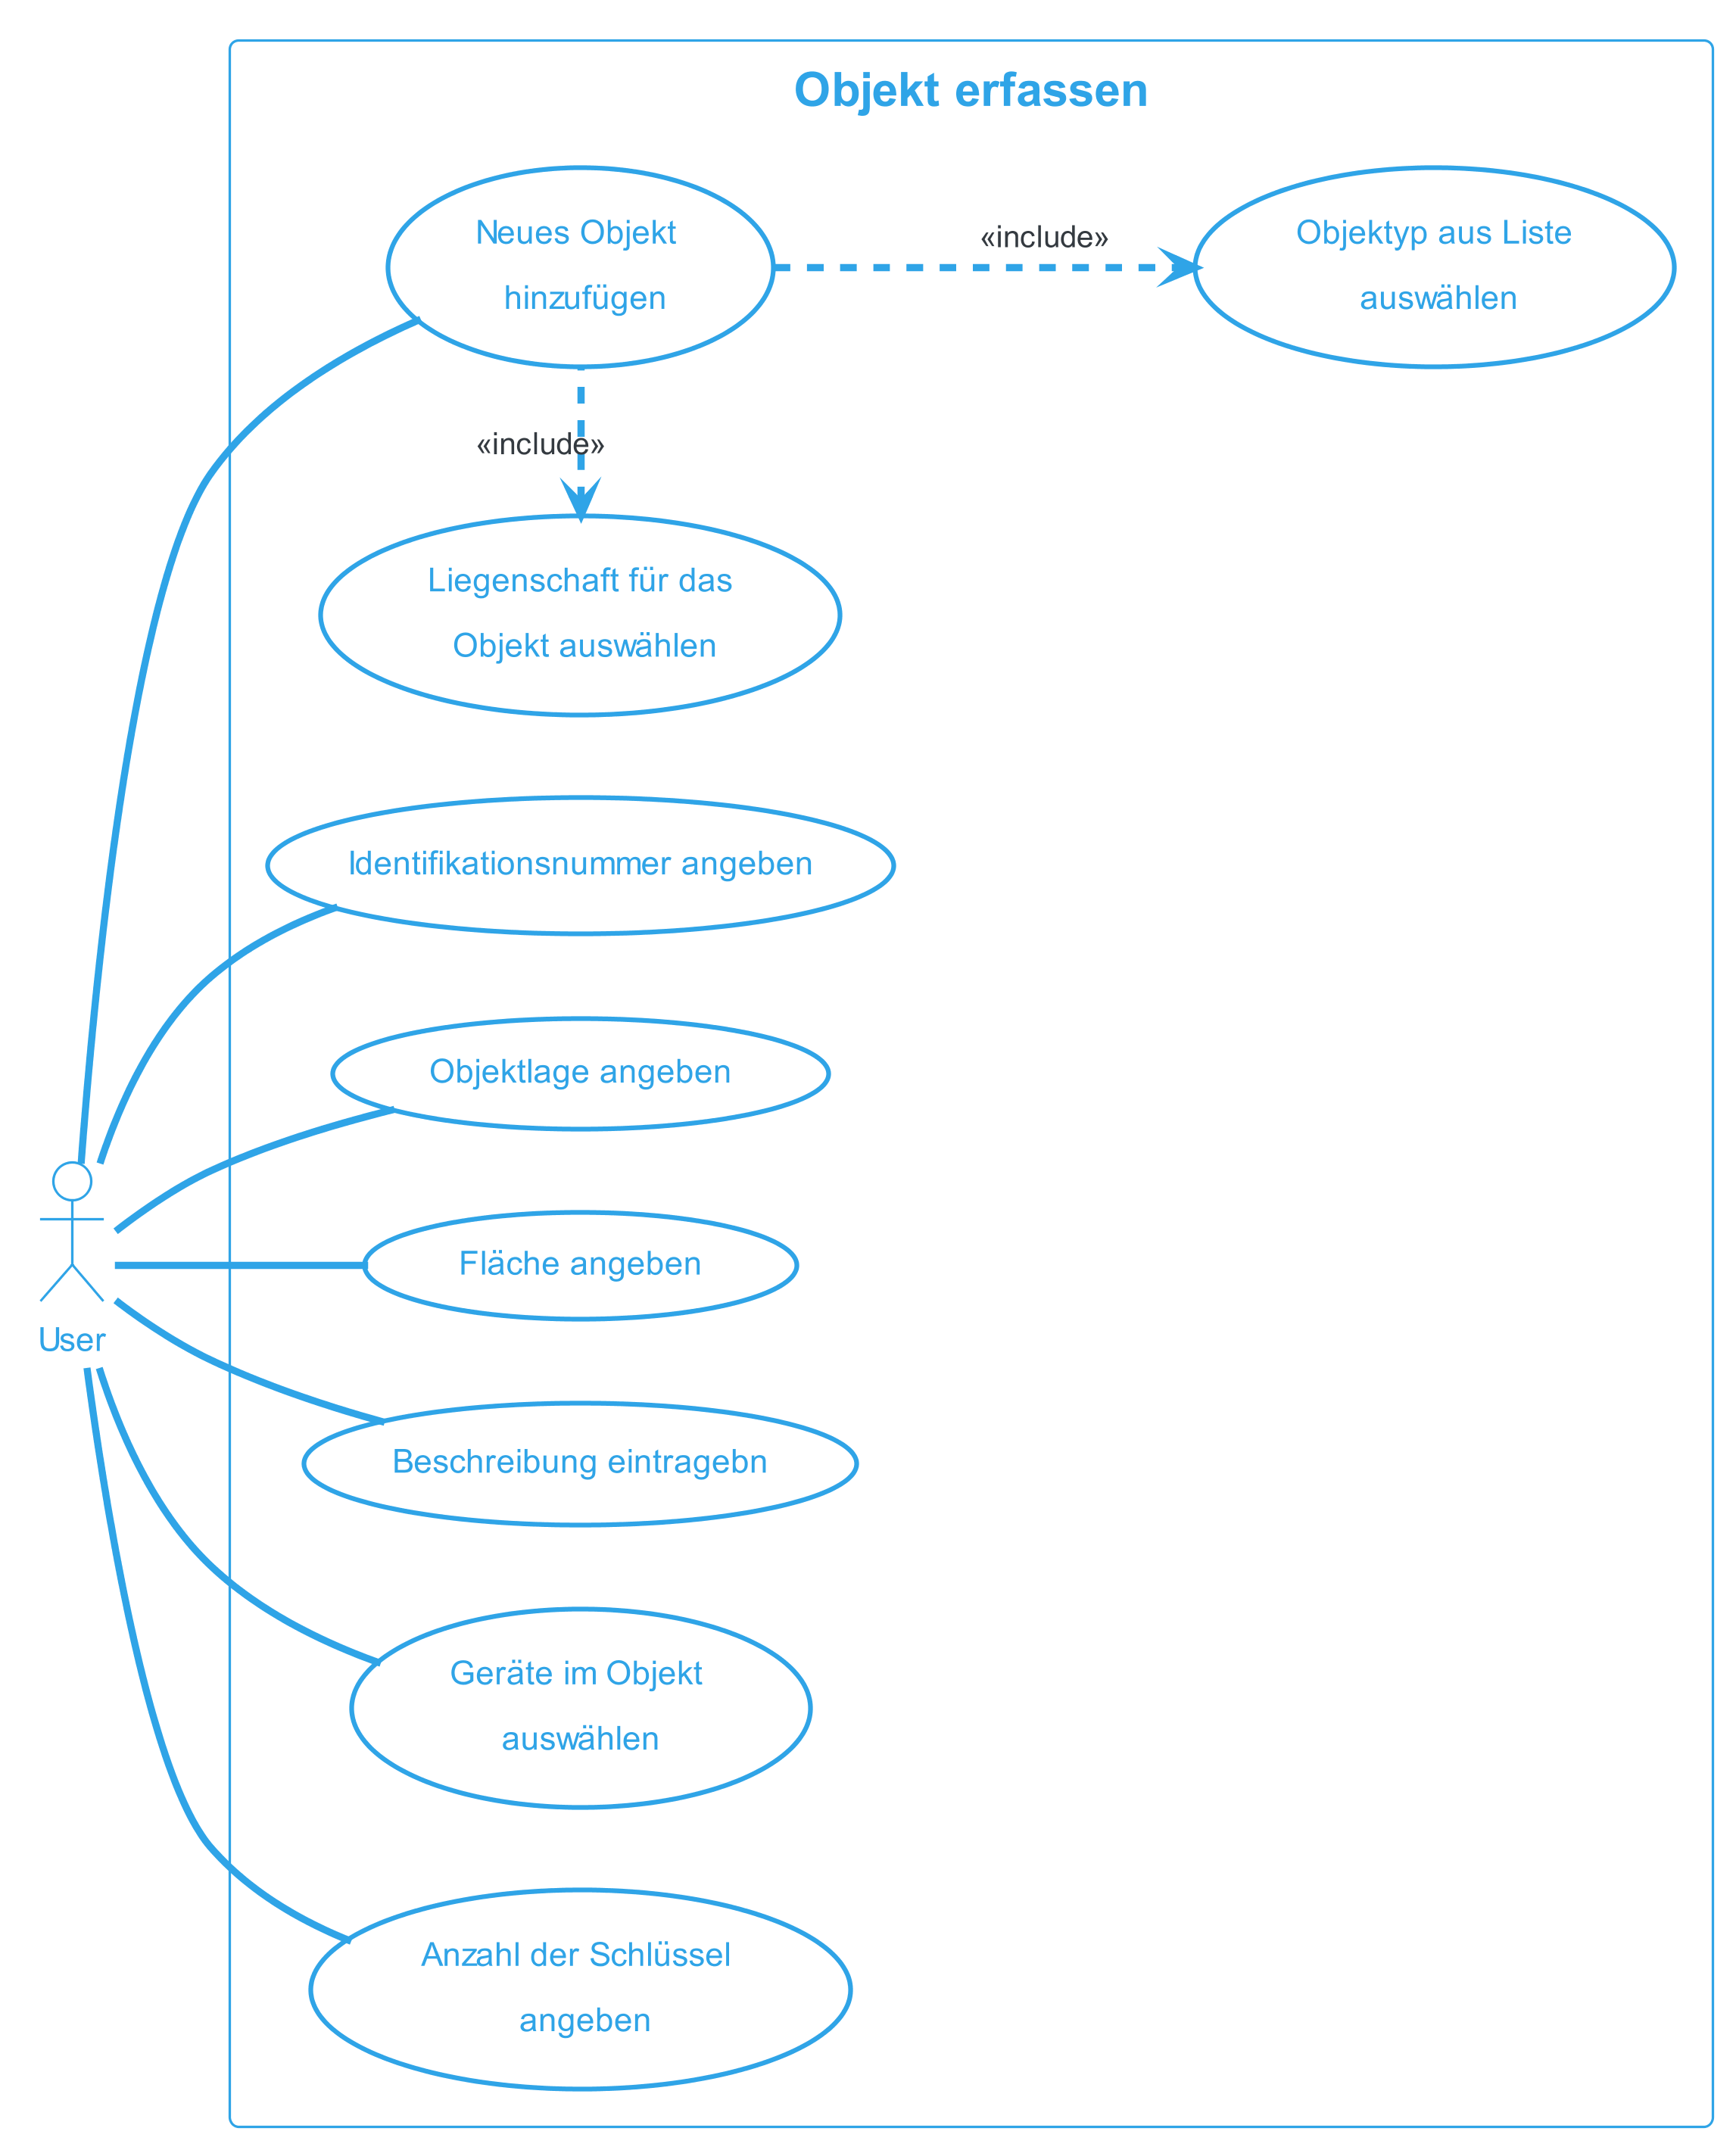 Objekt erfassen
Neues Objekt
hinzufügen
«include»
Objektyp aus Liste
auswählen
«include»
Liegenschaft für das
Objekt auswählen
Identifikationsnummer angeben
Objektlage angeben
Fläche angeben
User
Beschreibung eintragebn
Geräte im Objekt
auswählen
Anzahl der Schlüssel
angeben